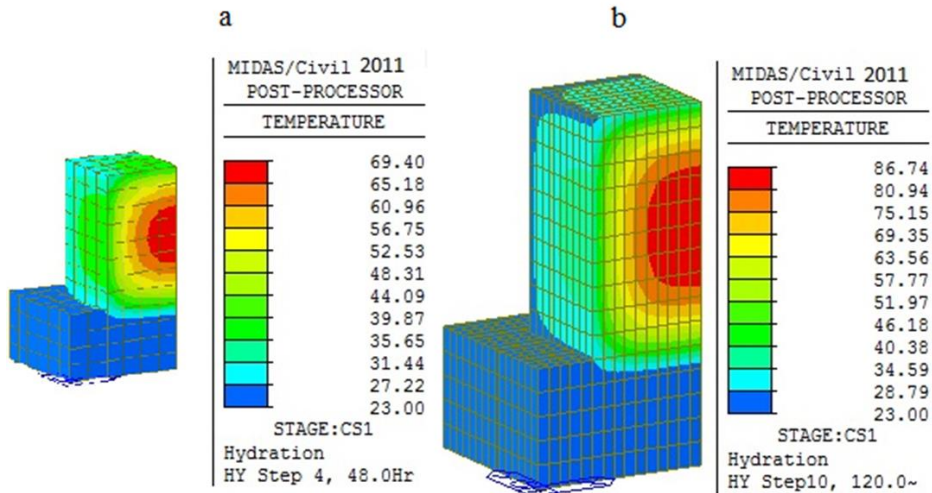 a
MIDAS/Civil 2011
POST-PROCESSOR
TEMPERATURE
69.40
65.18
60.96
56.75
52.53
48.31
44.09
39.87
35.65
31.44
27.22
23.00
STAGE:CS1
Hydration
HY Step 4, 48.0Hr
b
MIDAS/Civil 2011
POST-PROCESSOR
TEMPERATURE
86.74
80.94
75.15
69.35
63.56
57.77
51.97
46.18
40.38
34.59
28.79
23.00
STAGE:CS1
Hydration
HY Step10, 120.0~